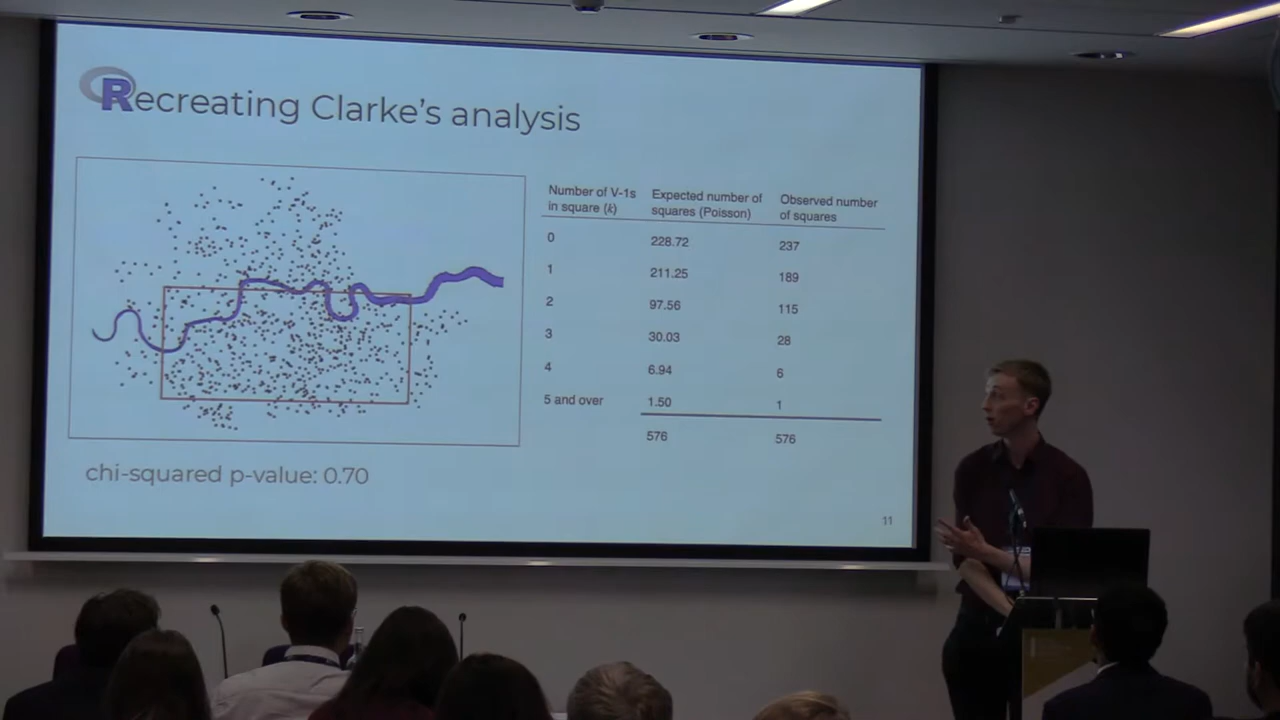 Recreating Clarke's analysis
Number of V-1s in square (k) Expected number of squares (Poisson) Observed number of squares
0 228.72 237
1 211.25 189
2 97.56 115
3 30.03 28
4 6.94 6
5 and over 1.50 1
576 576
chi-squared p-value: 0.70
11